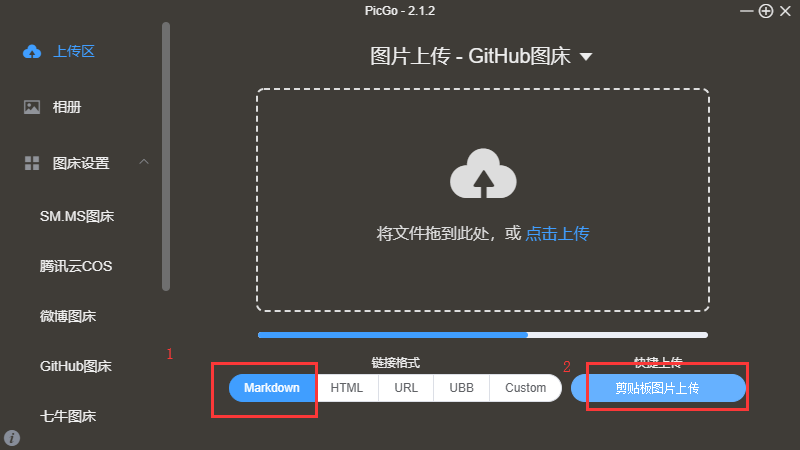 PicGo - 2.1.2
上传区
相册
图床设置
SM.MS图床
腾讯云COS
微博图床
GitHub图床
七牛图床
图片上传 - GitHub图床
将文件拖到此处，或 点击上传
1
链接格式
Markdown HTML URL UBB Custom
2
快捷上传
剪贴板图片上传